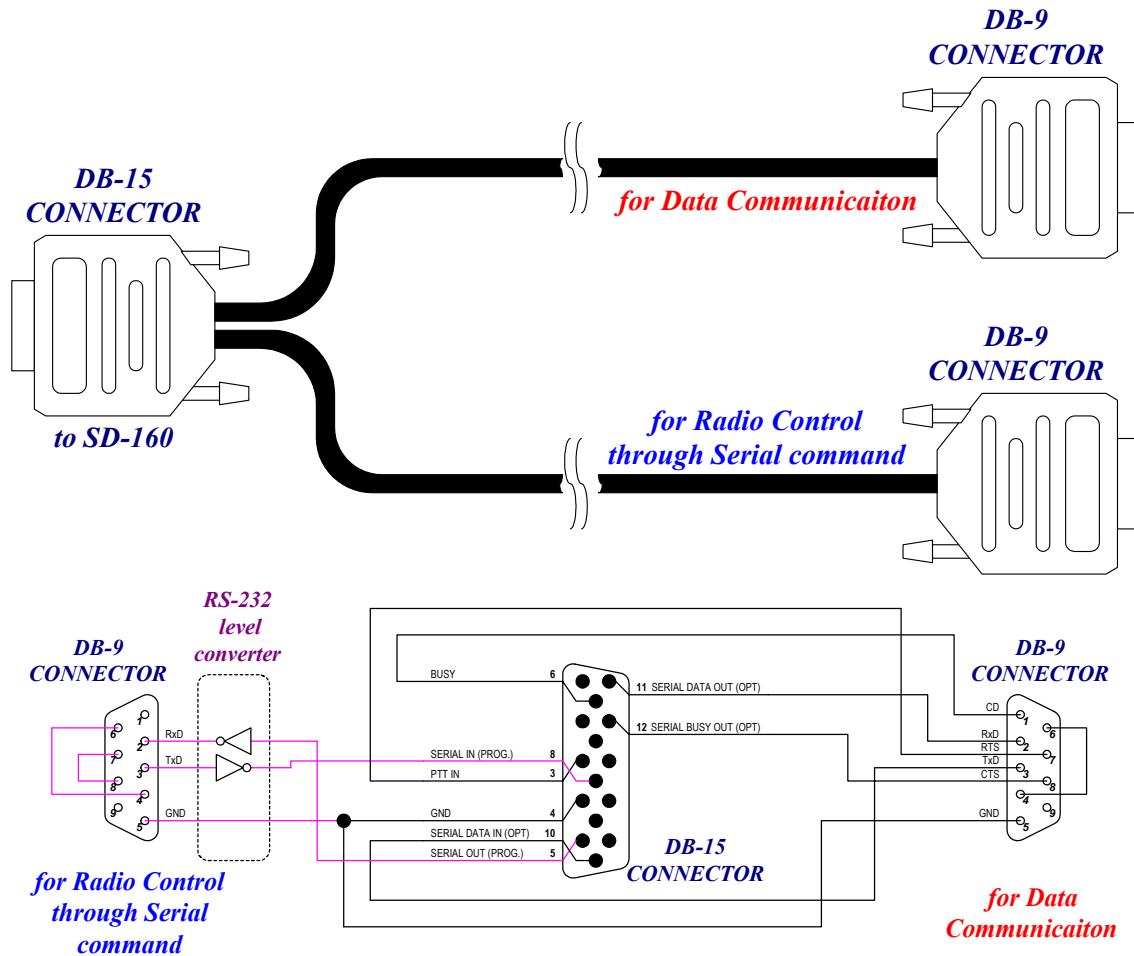 DB-9
CONNECTOR
DB-15
CONNECTOR
for Data Communicaiton
to SD-160
DB-9
CONNECTOR
for Radio Control
through Serial command
RS-232
level
converter
DB-9
CONNECTOR
DB-9
CONNECTOR
BUSY
6
11 SERIAL DATA OUT (OPT)
12 SERIAL BUSY OUT (OPT)
SERIAL IN (PROG.)
8
PTT IN
3
GND
4
SERIAL DATA IN (OPT)
10
SERIAL OUT (PROG.)
5
DB-15
CONNECTOR
1
6
RxD
2
7
TxD
3
8
4
9
GND
5
CD
1
6
RxD
2
RTS
7
TxD
3
CTS
8
4
9
GND
5
for Radio Control
through Serial
command
for Data
Communicaiton